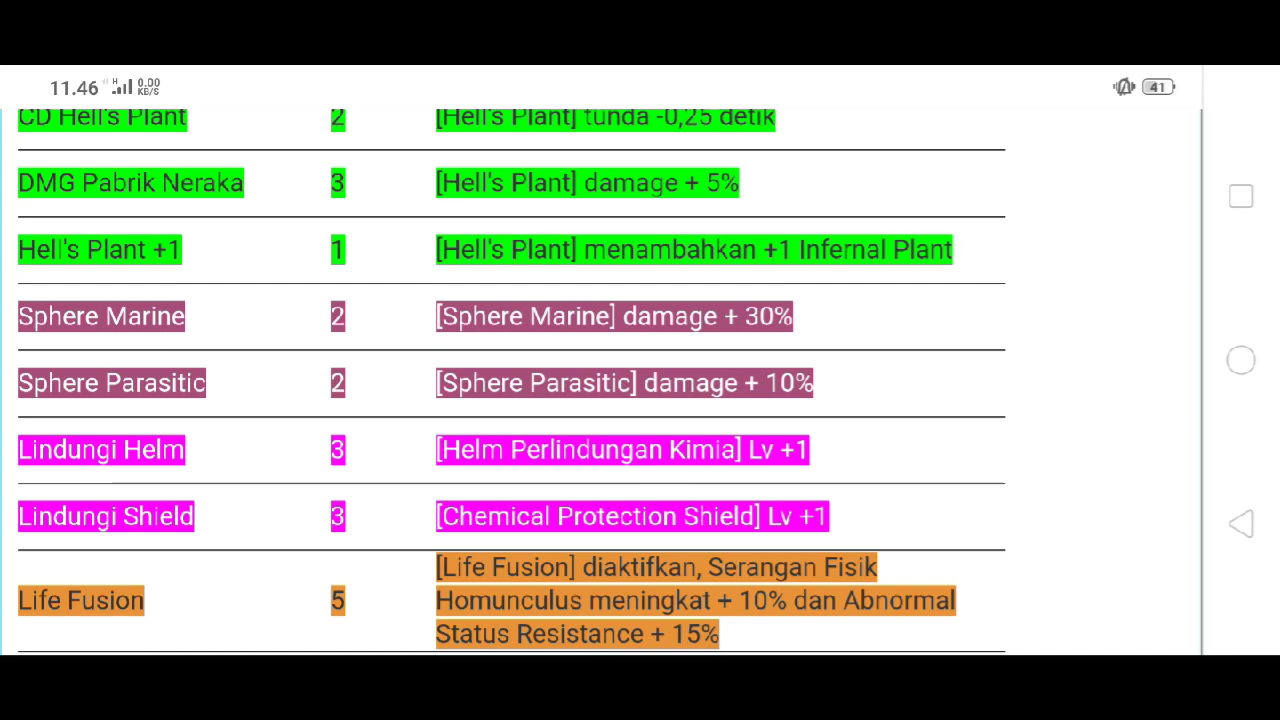 11.46 H 0.00 KB/S 41
CD Hell's Plant 2 [Hell's Plant] tunda -0,25 detik
DMG Pabrik Neraka 3 [Hell's Plant] damage + 5%
Hell's Plant +1 1 [Hell's Plant] menambahkan +1 Infernal Plant
Sphere Marine 2 [Sphere Marine] damage + 30%
Sphere Parasitic 2 [Sphere Parasitic] damage + 10%
Lindungi Helm 3 [Helm Perlindungan Kimia] Lv +1
Lindungi Shield 3 [Chemical Protection Shield] Lv +1
[Life Fusion] diaktifkan, Serangan Fisik
Life Fusion 5 Homunculus meningkat + 10% dan Abnormal
Status Resistance + 15%